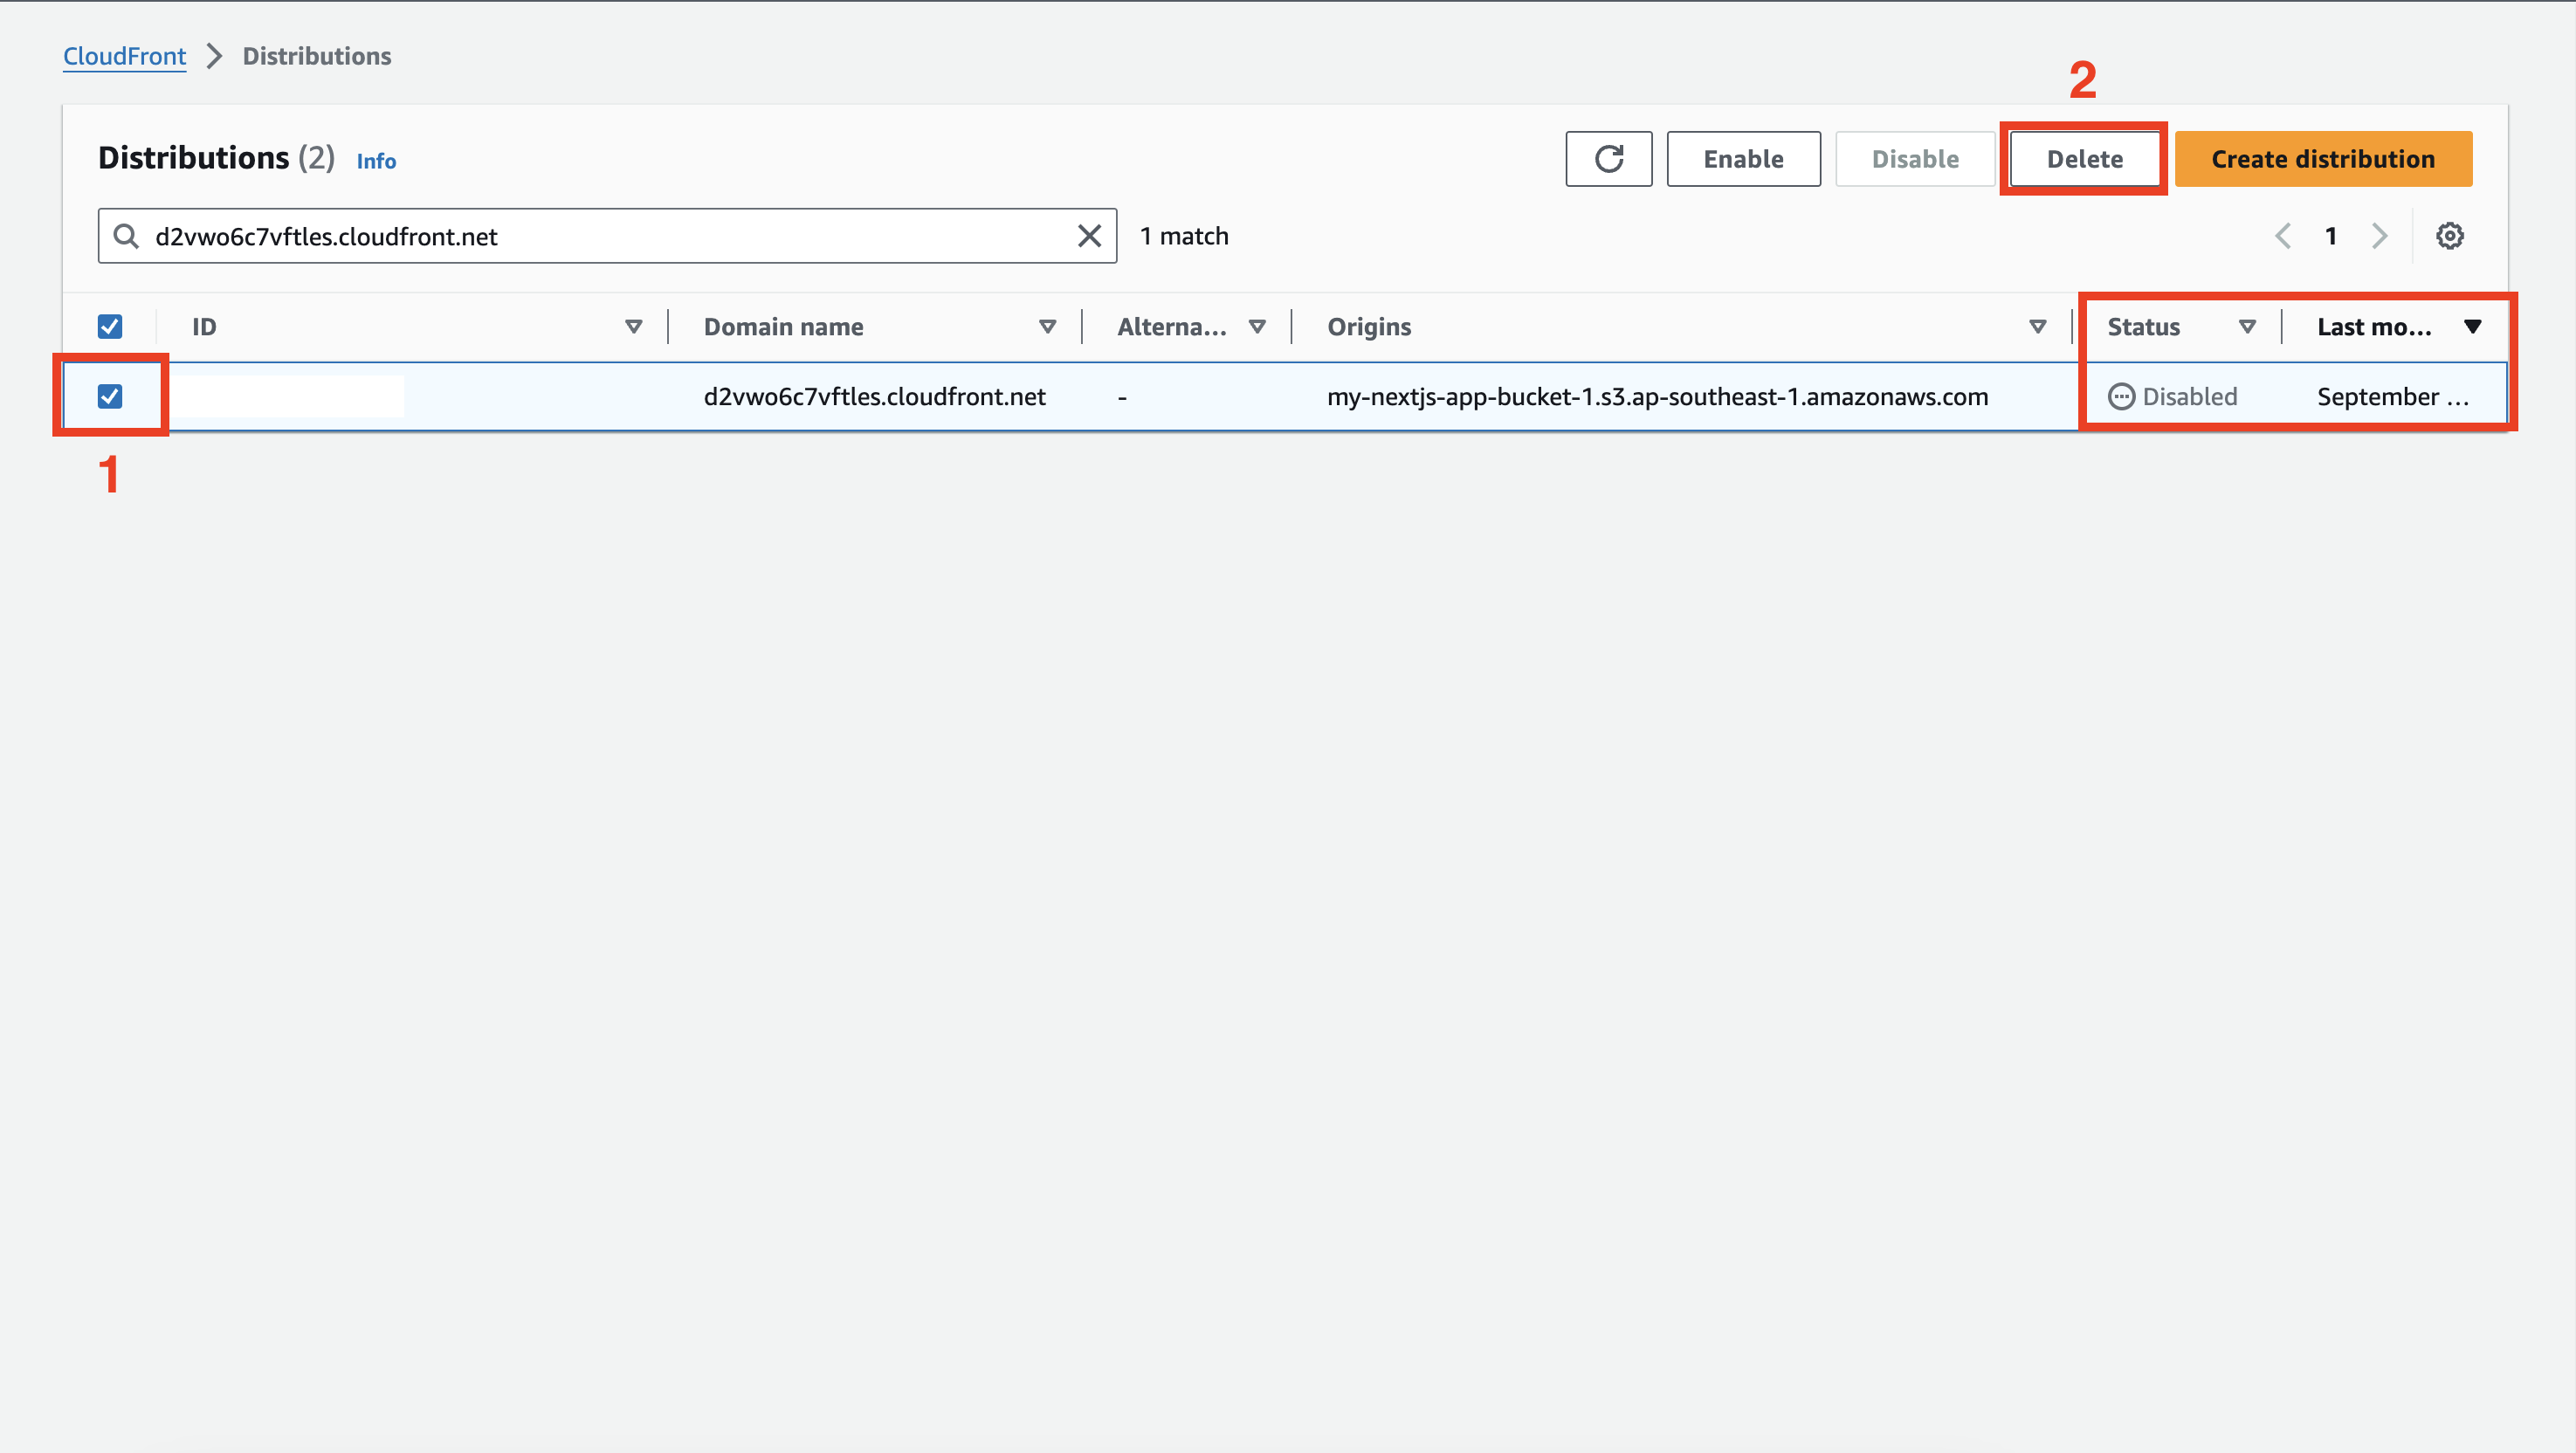 CloudFront Distributions
2
Distributions (2) Info
Enable Disable Delete Create distribution
d2vwo6c7vftles.cloudfront.net 1 match 1
ID Domain name Alterna... Origins Status Last mo...
d2vwo6c7vftles.cloudfront.net - my-nextjs-app-bucket-1.s3.ap-southeast-1.amazonaws.com Disabled September ...
1